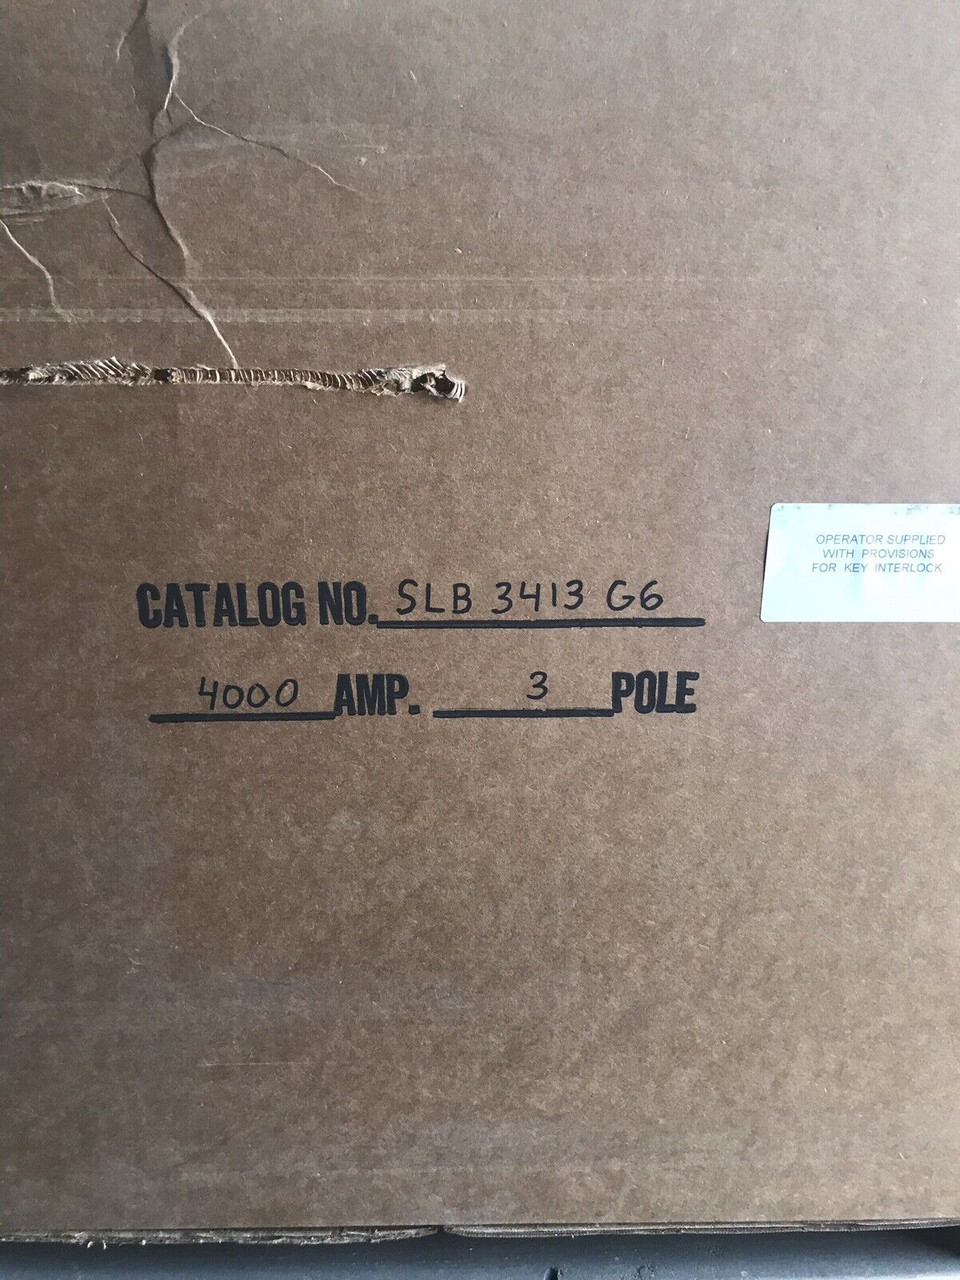 OPERATOR SUPPLIED
WITH PROVISIONS
FOR KEY INTERLOCK
CATALOG NO. SLB 3413 G6
4000 AMP. 3 POLE